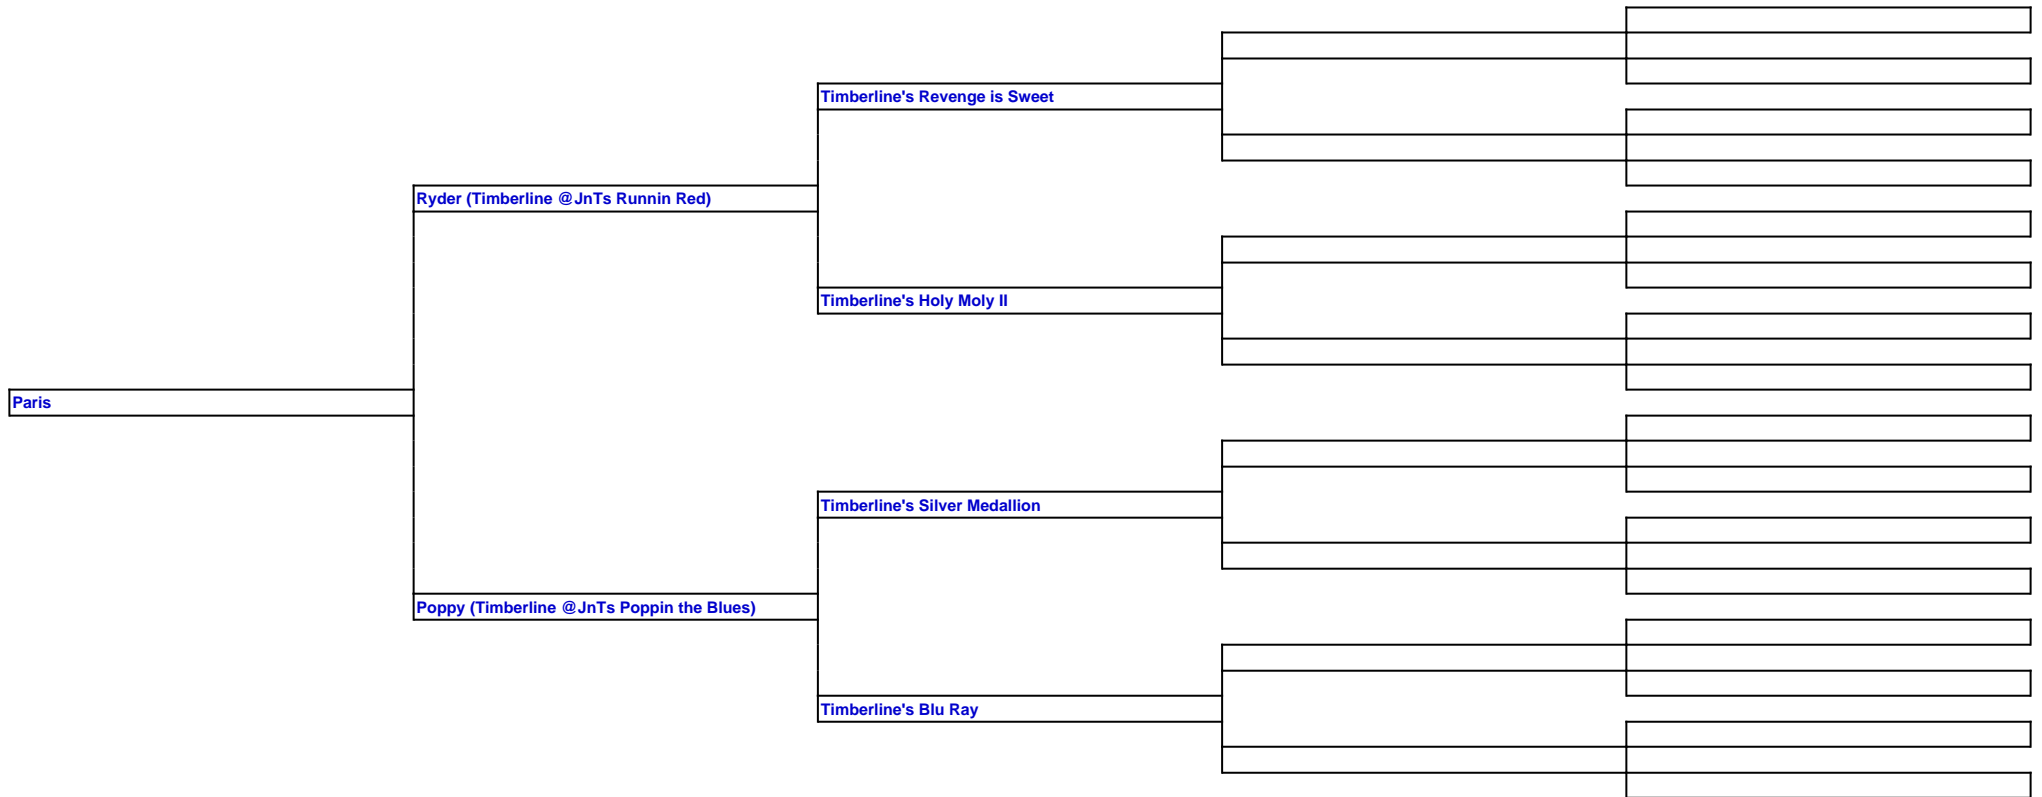 Timberline's Revenge is Sweet
Ryder (Timberline @JnTs Runnin Red)
Timberline's Holy Moly II
Paris
Timberline's Silver Medallion
Poppy (Timberline @JnTs Poppin the Blues)
Timberline's Blu Ray